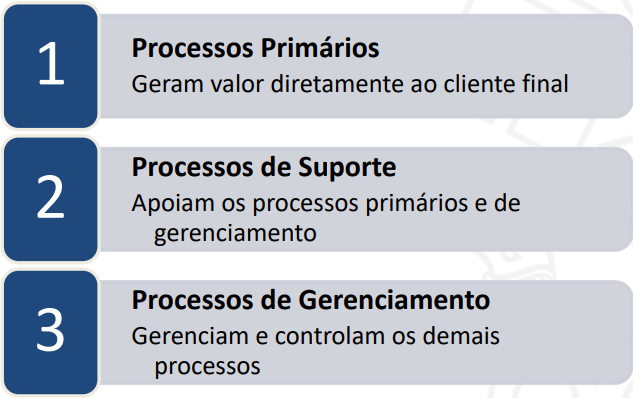 1
Processos Primários
Geram valor diretamente ao cliente final
2
Processos de Suporte
Apoiam os processos primários e de
gerenciamento
3
Processos de Gerenciamento
Gerenciam e controlam os demais
processos